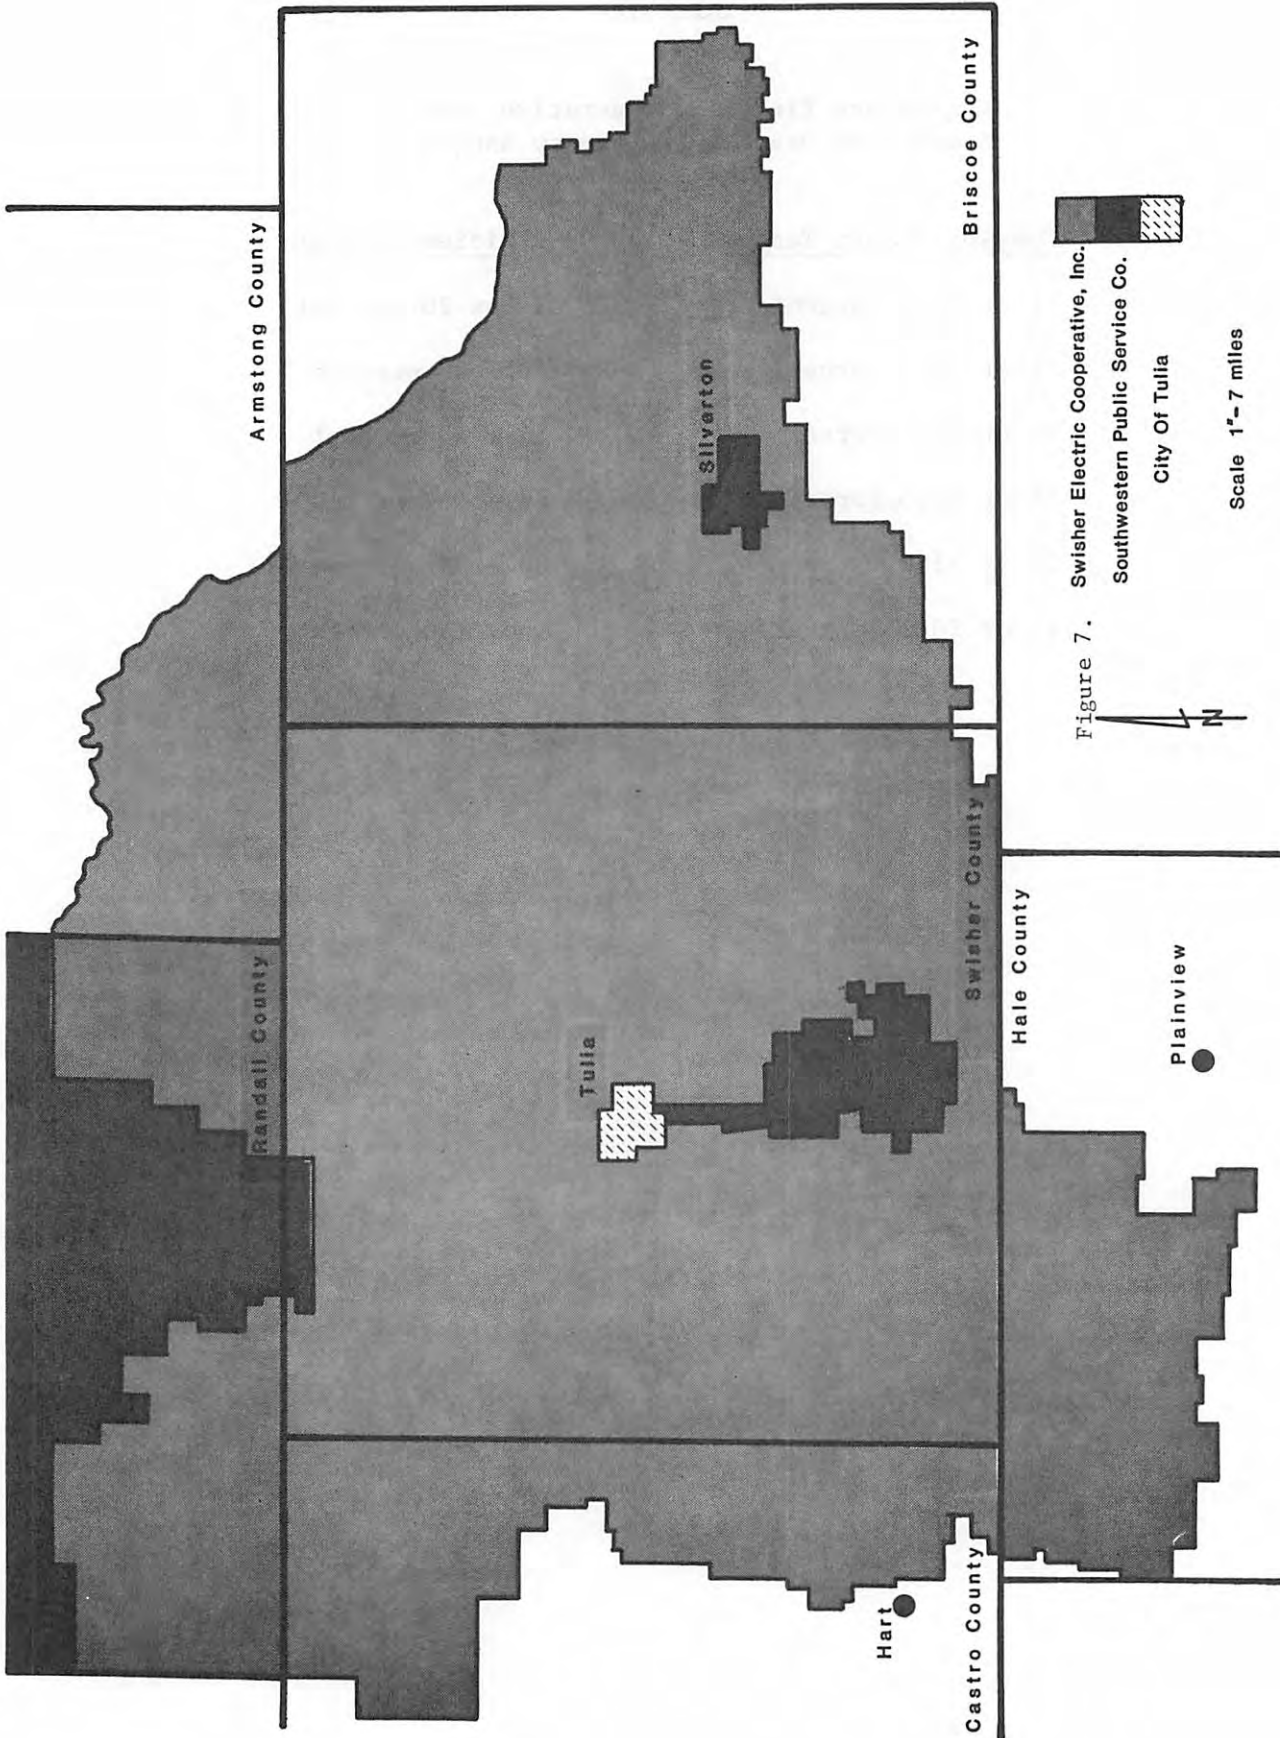 Armstong County
Randall County
Silverton
Briscoe County
Tulia
Swisher County
Hart
Castro County
Hale County
Plainview
Figure 7.
Swisher Electric Cooperative, Inc.
Southwestern Public Service Co.
City Of Tulia
N
Scale 1"-7 miles